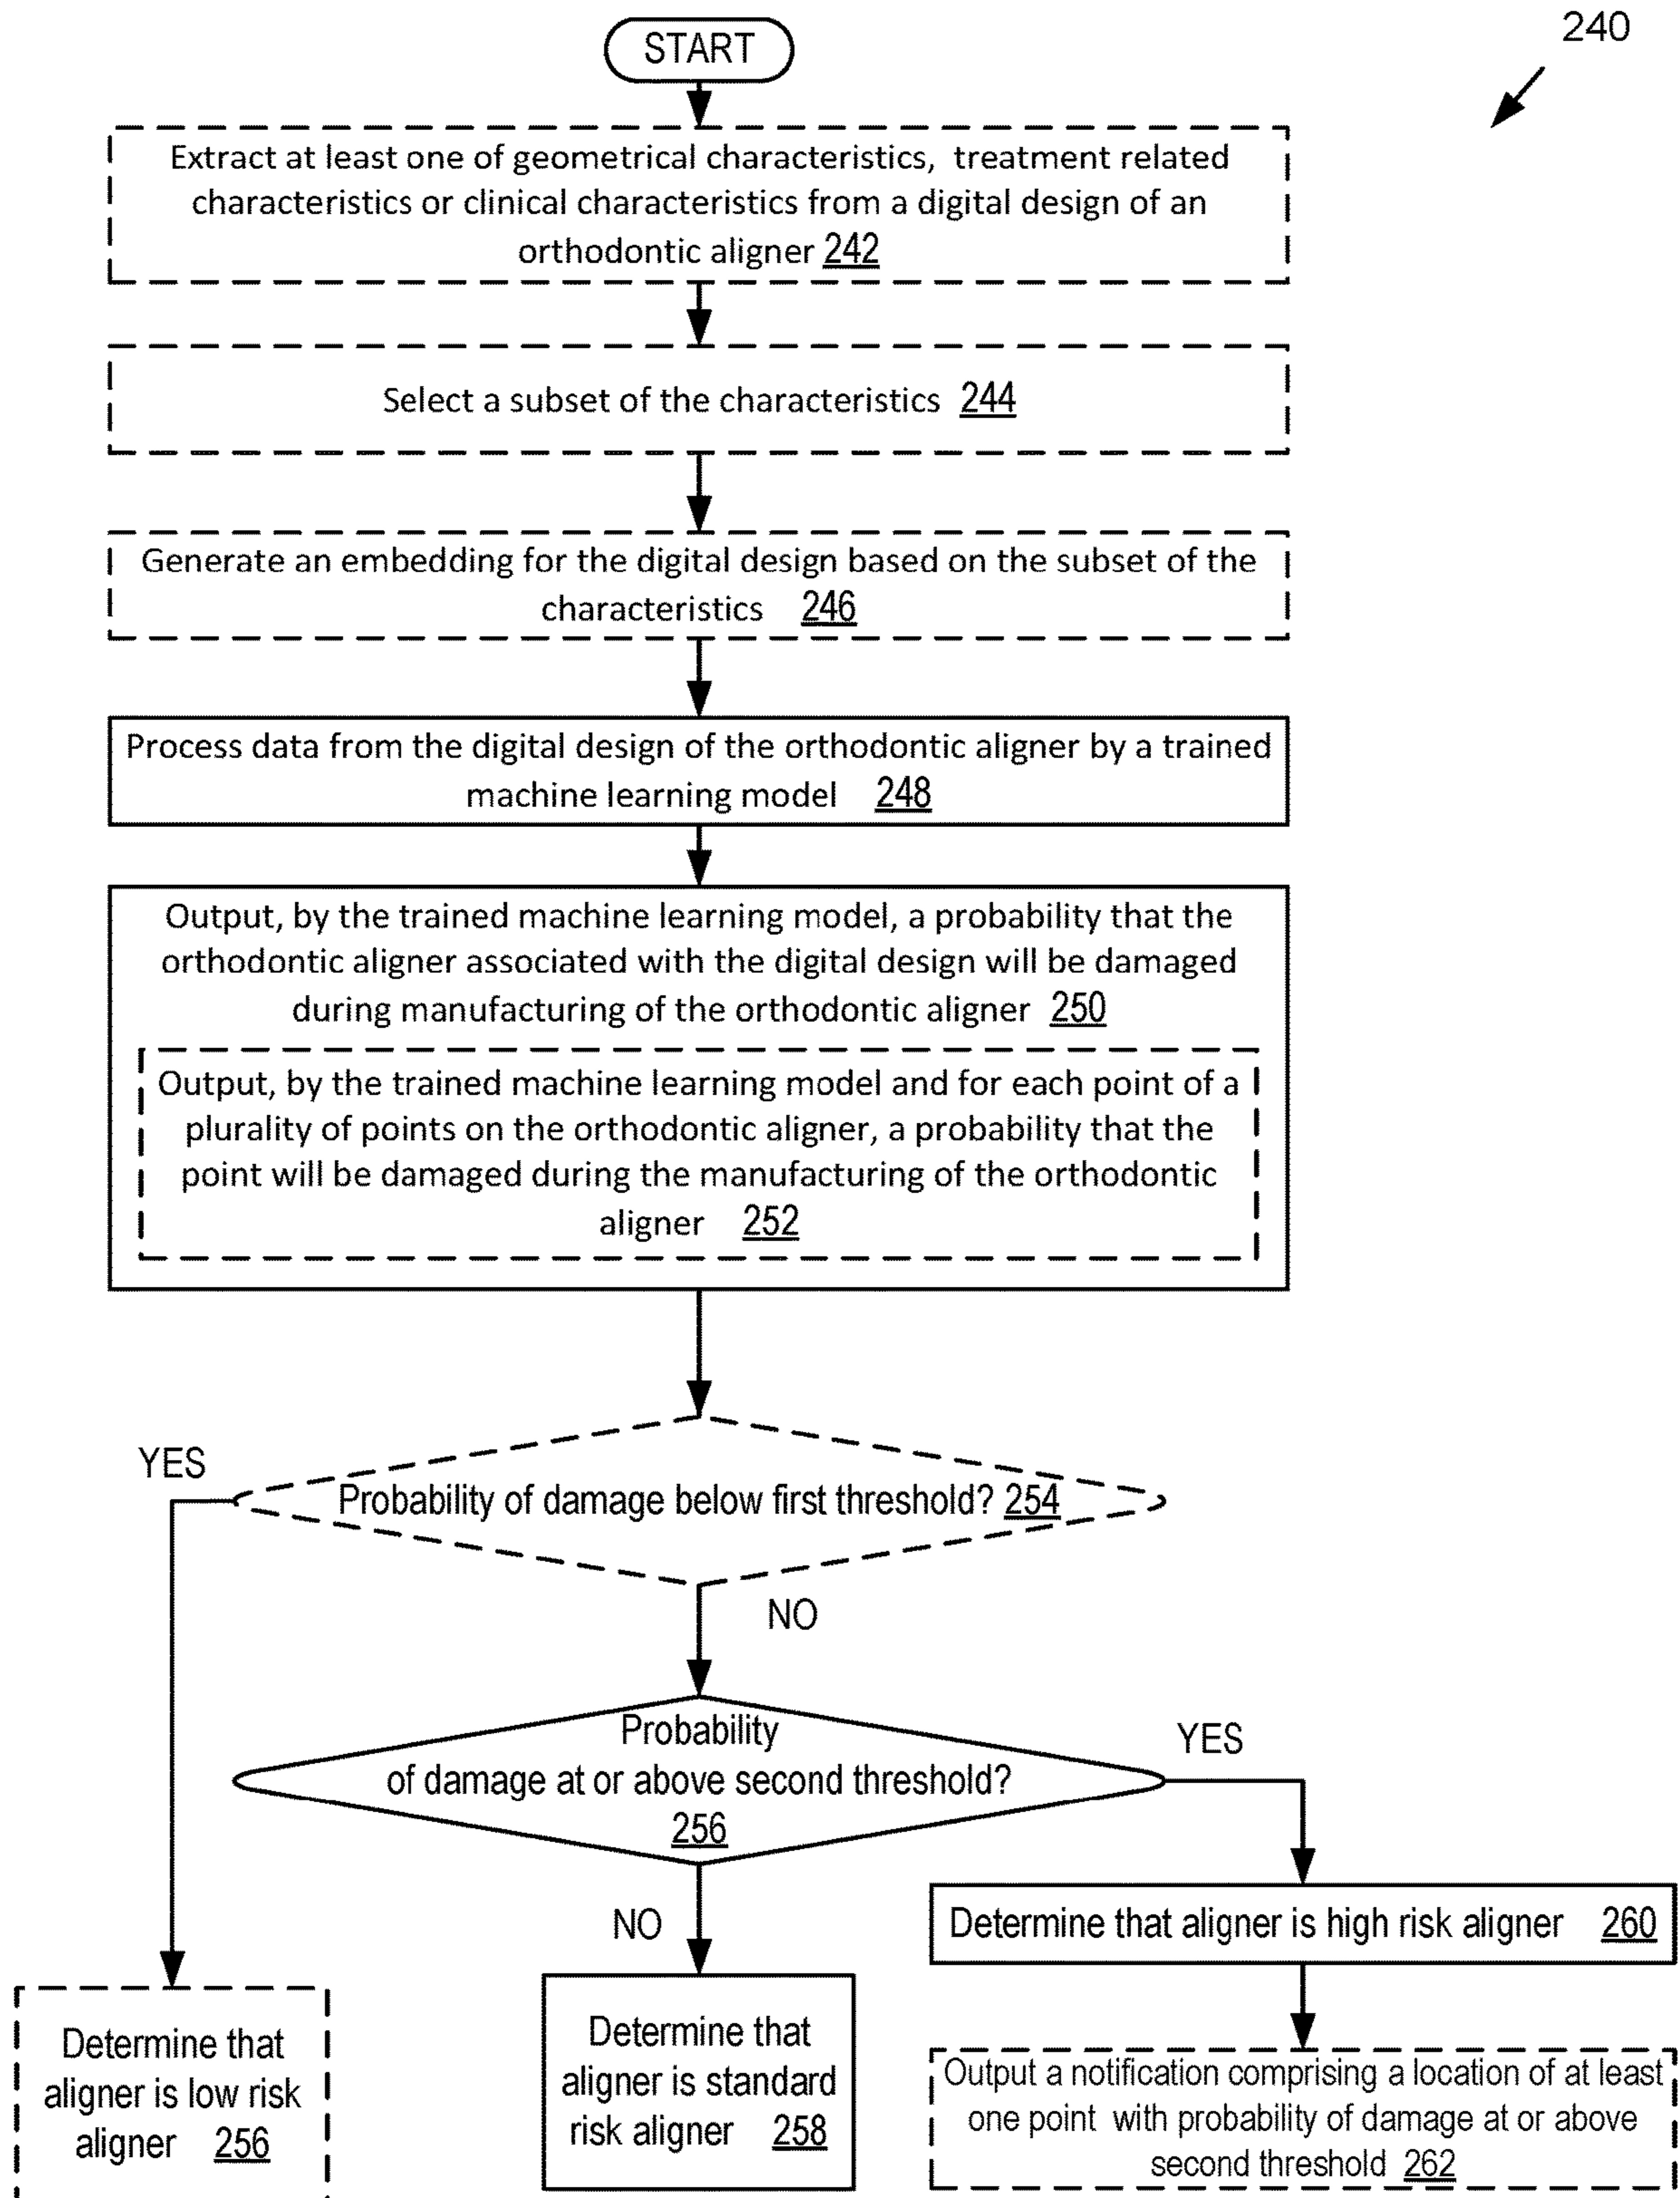 240
START
Extract at least one of geometrical characteristics, treatment related
characteristics or clinical characteristics from a digital design of an
orthodontic aligner 242
Select a subset of the characteristics 244
Generate an embedding for the digital design based on the subset of the
characteristics 246
Process data from the digital design of the orthodontic aligner by a trained
machine learning model 248
Output, by the trained machine learning model, a probability that the
orthodontic aligner associated with the digital design will be damaged
during manufacturing of the orthodontic aligner 250
Output, by the trained machine learning model and for each point of a
plurality of points on the orthodontic aligner, a probability that the
point will be damaged during the manufacturing of the orthodontic
aligner 252
YES
Probability of damage below first threshold? 254
NO
Probability
of damage at or above second threshold?
256
YES
NO
Determine that aligner is high risk aligner 260
Determine that
aligner is low risk
aligner 256
Determine that
aligner is standard
risk aligner 258
Output a notification comprising a location of at least
one point with probability of damage at or above
second threshold 262